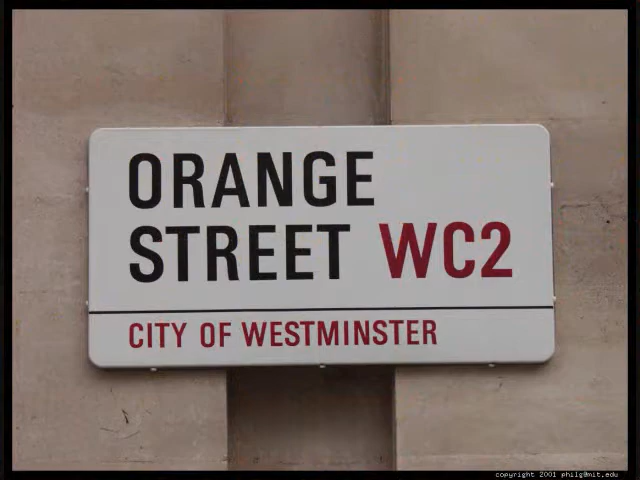 ORANGE
STREET WC2
CITY OF WESTMINSTER
copyright 2001 philg@mit.edu